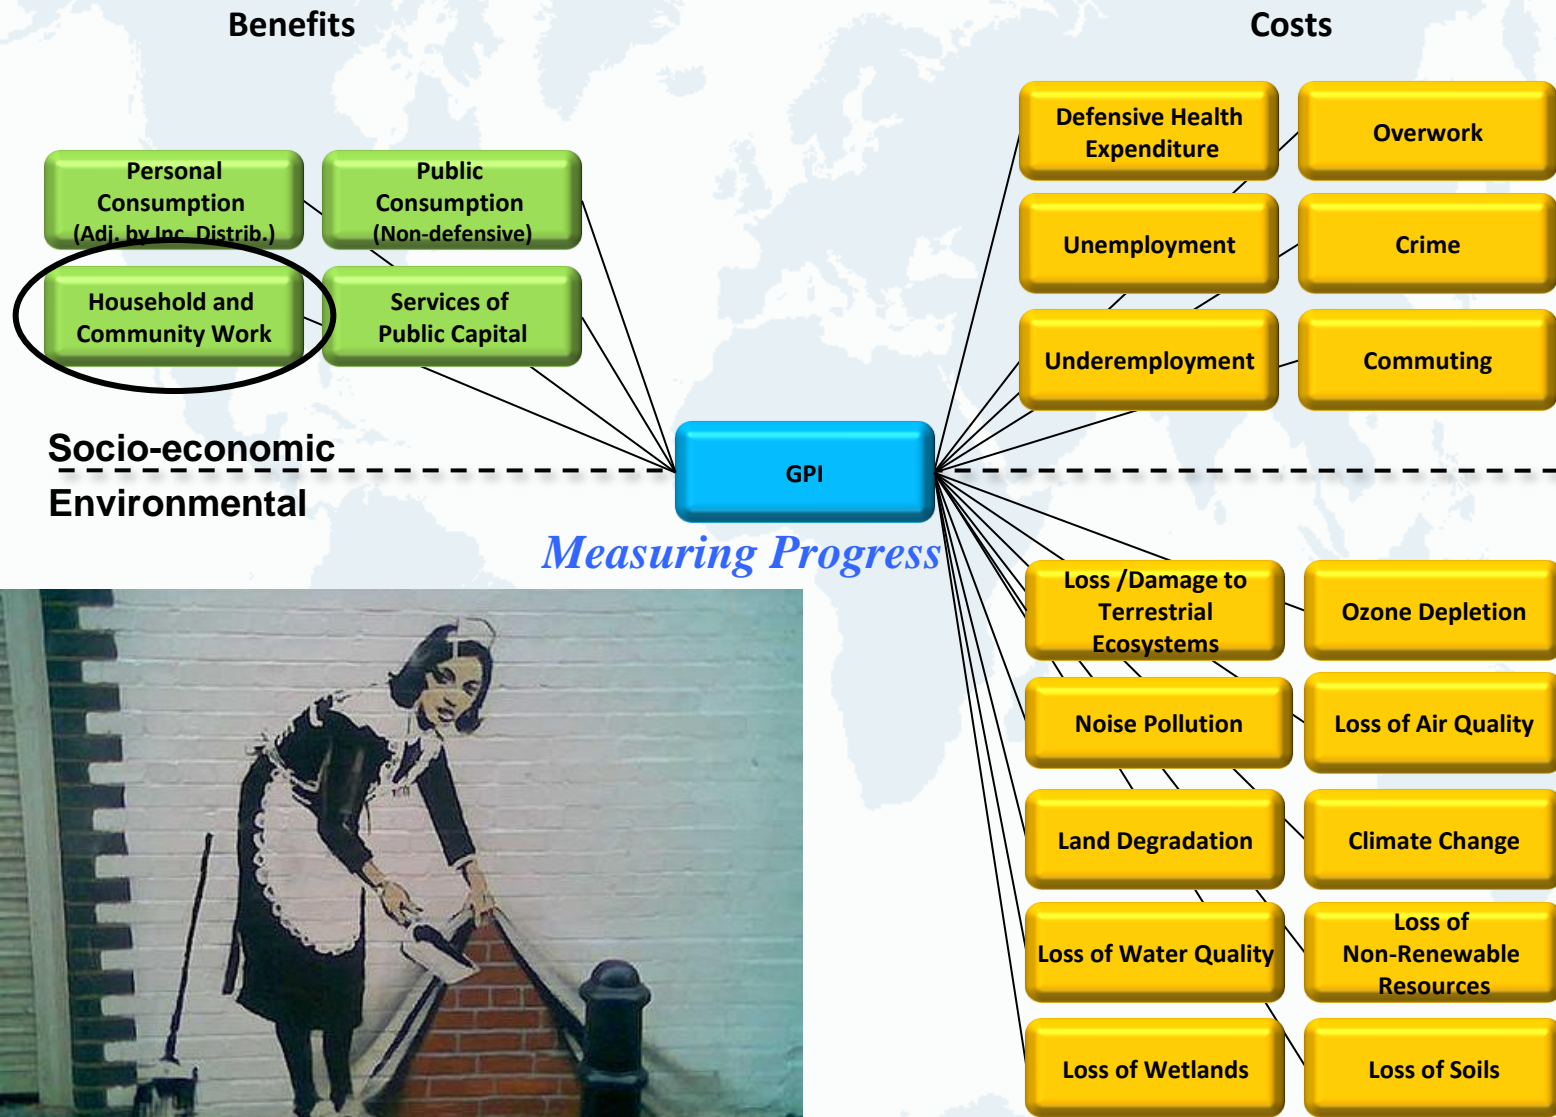 Benefits
Costs
Personal
Consumption
(Adj. by Inc. Distrib.)
Public
Consumption
(Non-defensive)
Household and
Community Work
Services of
Public Capital
Defensive Health
Expenditure
Overwork
Unemployment
Crime
Underemployment
Commuting
Socio-economic
Environmental
GPI
Measuring Progress
Loss /Damage to
Terrestrial
Ecosystems
Ozone Depletion
Noise Pollution
Loss of Air Quality
Land Degradation
Climate Change
Loss of Water Quality
Loss of
Non-Renewable
Resources
Loss of Wetlands
Loss of Soils